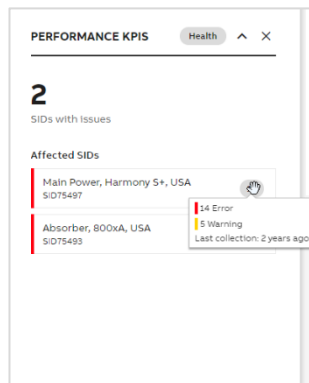 PERFORMANCE KPIS Health
2
SIDs with Issues
Affected SIDs
Main Power, Harmony S+, USA
SID75497
14 Error
5 Warning
Last collection: 2 years ago
Absorber, 800xA, USA
SID75493